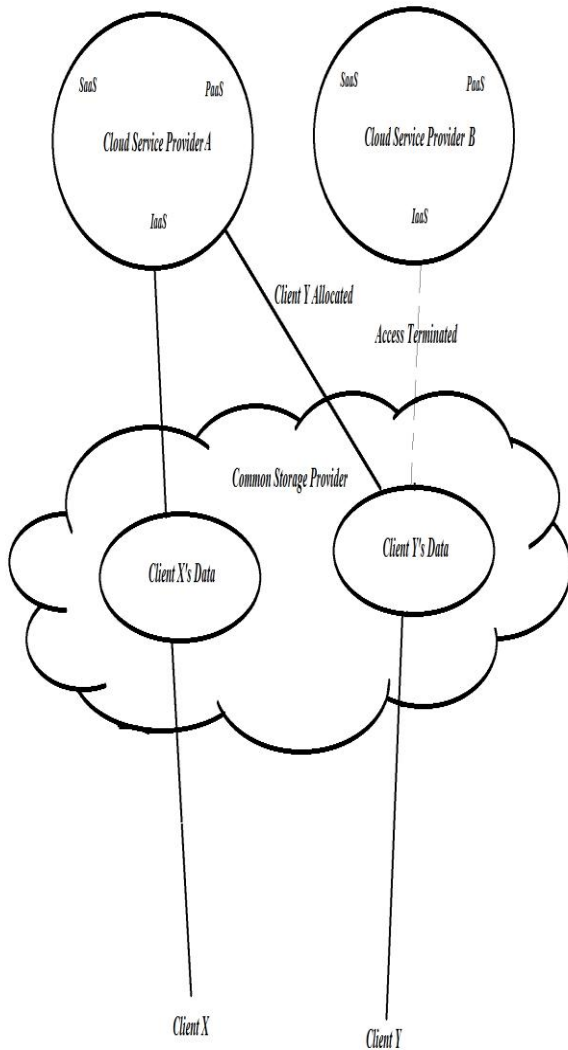 SaaS
PaaS
Cloud Service Provider A
IaaS
SaaS
PaaS
Cloud Service Provider B
IaaS
Client Y Allocated
Access Terminated
Common Storage Provider
Client X's Data
Client Y's Data
Client X
Client Y